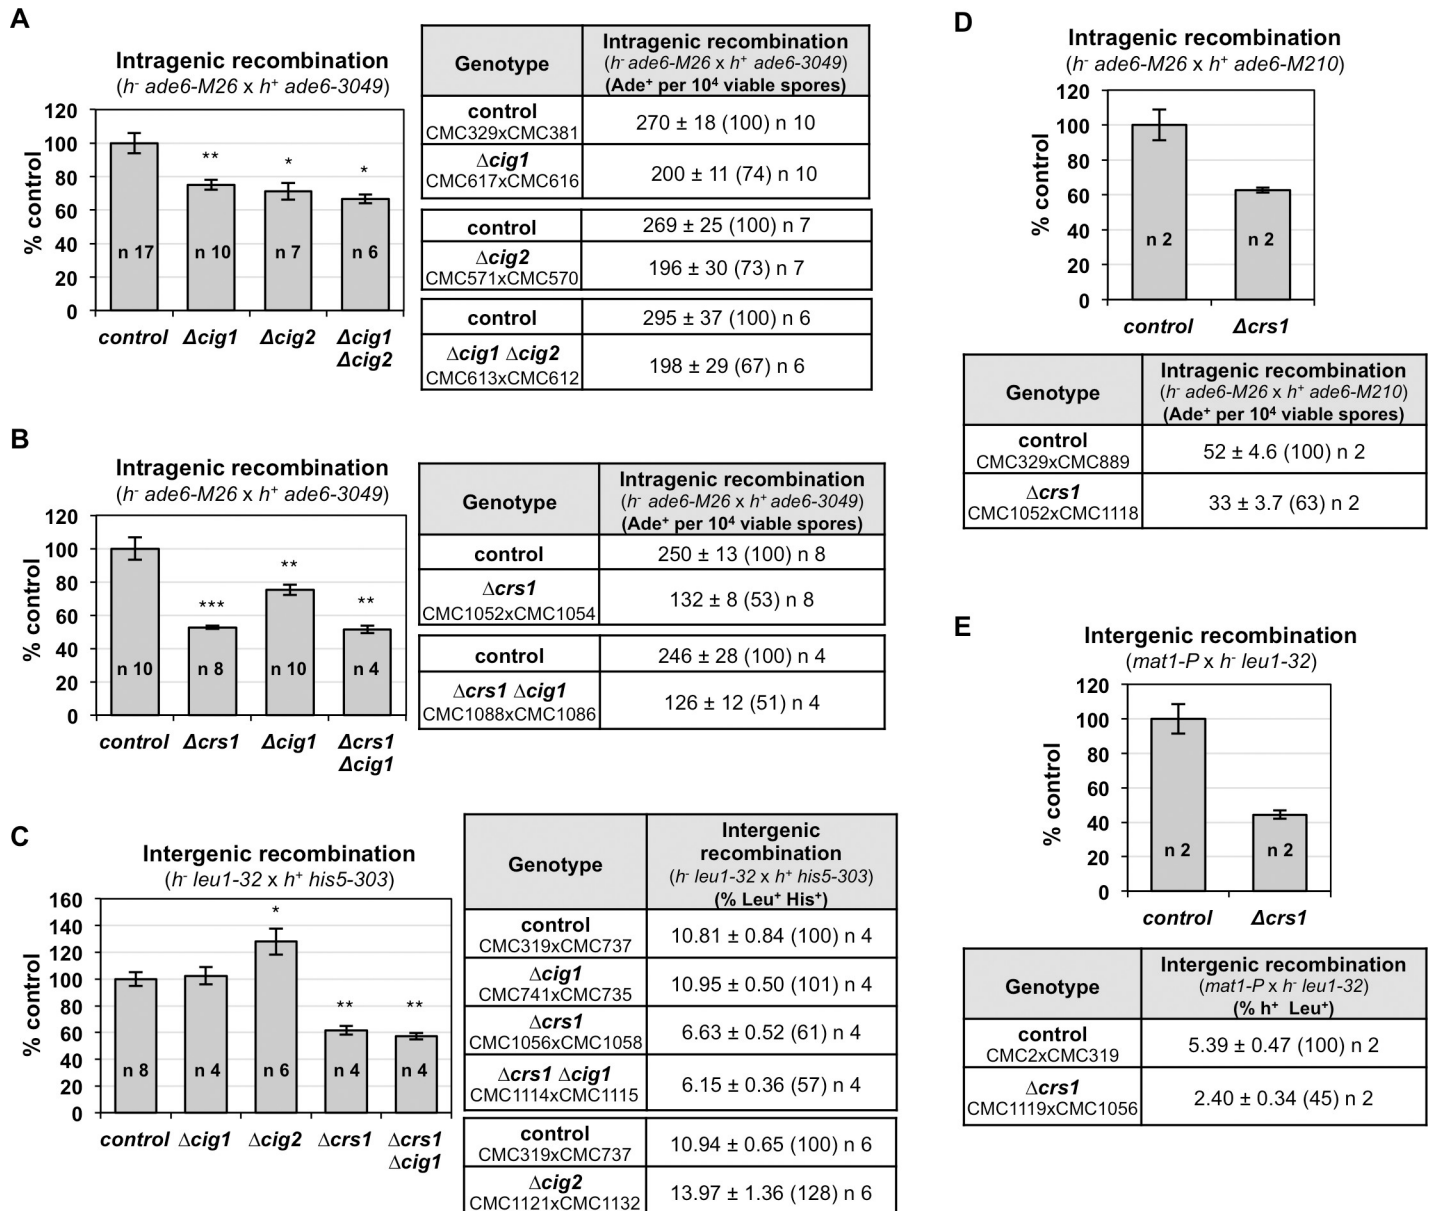 A
Intragenic recombination
(h- ade6-M26 x h+ ade6-3049)
% control
120
100
80
60
40
20
0
**
*
*
n 17
n 10
n 7
n 6
control
Δcig1
Δcig2
Δcig1
Δcig2
Genotype
Intragenic recombination
(h- ade6-M26 x h+ ade6-3049)
(Ade+ per 10⁴ viable spores)
control
CMC329xCMC381
270 ± 18 (100) n 10
Δcig1
CMC617xCMC616
200 ± 11 (74) n 10
control
269 ± 25 (100) n 7
Δcig2
CMC571xCMC570
196 ± 30 (73) n 7
control
295 ± 37 (100) n 6
Δcig1 Δcig2
CMC613xCMC612
198 ± 29 (67) n 6
B
Intragenic recombination
(h- ade6-M26 x h+ ade6-3049)
% control
120
100
80
60
40
20
0
***
**
**
n 10
n 8
n 10
n 4
control
Δcrs1
Δcig1
Δcrs1
Δcig1
Genotype
Intragenic recombination
(h- ade6-M26 x h+ ade6-3049)
(Ade+ per 10⁴ viable spores)
control
250 ± 13 (100) n 8
Δcrs1
CMC1052xCMC1054
132 ± 8 (53) n 8
control
246 ± 28 (100) n 4
Δcrs1 Δcig1
CMC1088xCMC1086
126 ± 12 (51) n 4
C
Intergenic recombination
(h- leu1-32 x h+ his5-303)
% control
160
140
120
100
80
60
40
20
0
*
**
**
n 8
n 4
n 6
n 4
n 4
control
Δcig1
Δcig2
Δcrs1
Δcrs1
Δcig1
Genotype
Intergenic
recombination
(h- leu1-32 x h+ his5-303)
(% Leu+ His+)
control
CMC319xCMC737
10.81 ± 0.84 (100) n 4
Δcig1
CMC741xCMC735
10.95 ± 0.50 (101) n 4
Δcrs1
CMC1056xCMC1058
6.63 ± 0.52 (61) n 4
Δcrs1 Δcig1
CMC1114xCMC1115
6.15 ± 0.36 (57) n 4
control
CMC319xCMC737
10.94 ± 0.65 (100) n 6
Δcig2
CMC1121xCMC1132
13.97 ± 1.36 (128) n 6
D
Intragenic recombination
(h- ade6-M26 x h+ ade6-M210)
% control
120
100
80
60
40
20
0
n 2
n 2
control
Δcrs1
Genotype
Intragenic recombination
(h- ade6-M26 x h+ ade6-M210)
(Ade+ per 10⁴ viable spores)
control
CMC329xCMC889
52 ± 4.6 (100) n 2
Δcrs1
CMC1052xCMC1118
33 ± 3.7 (63) n 2
E
Intergenic recombination
(mat1-P x h- leu1-32)
% control
120
100
80
60
40
20
0
n 2
n 2
control
Δcrs1
Genotype
Intergenic recombination
(mat1-P x h- leu1-32)
(% h+ Leu+)
control
CMC2xCMC319
5.39 ± 0.47 (100) n 2
Δcrs1
CMC1119xCMC1056
2.40 ± 0.34 (45) n 2